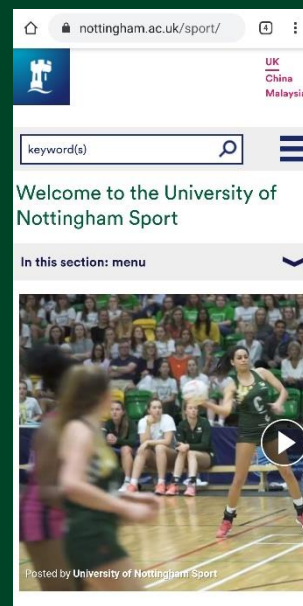 nottingham.ac.uk/sport/
4
UK
China
Malaysia
keyword(s)
Welcome to the University of
Nottingham Sport
In this section: menu
C
Posted by University of Nottingham Sport